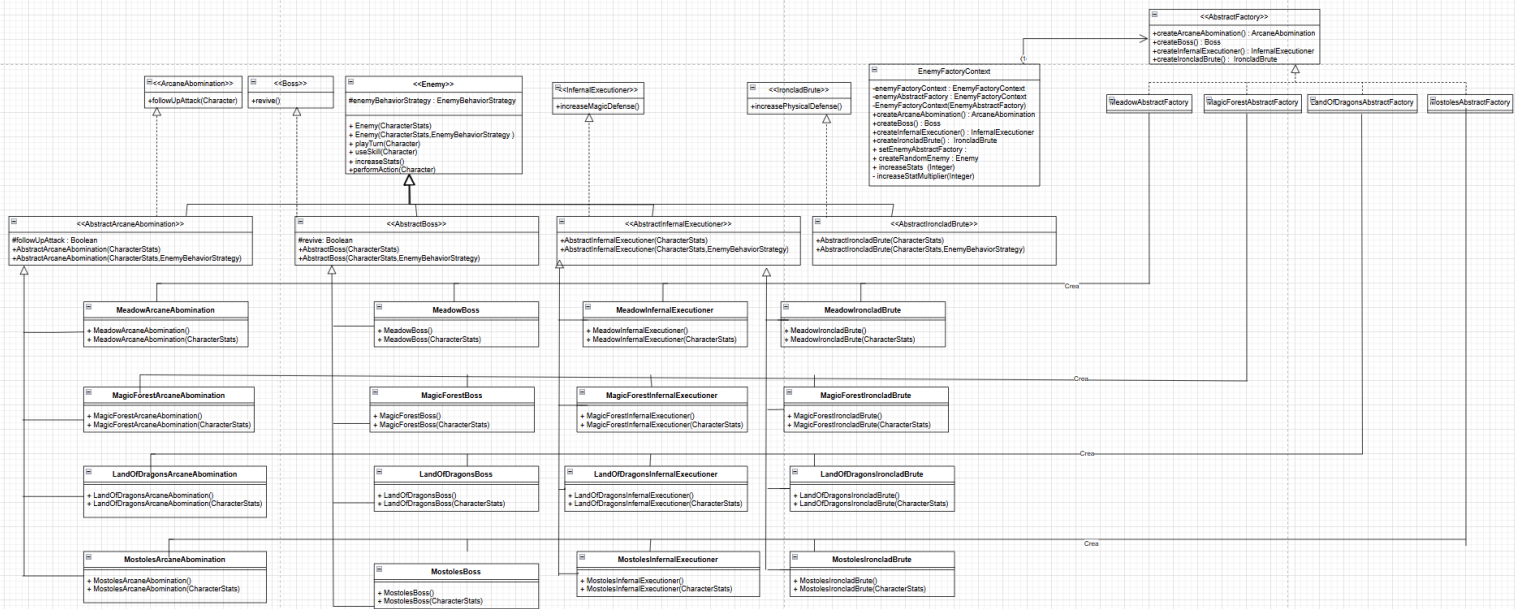 <<AbstractFactory>>
+createArcaneAbomination() : ArcaneAbomination
+createBoss() : Boss
+createInfernalExecutioner() : InfernalExecutioner
+createIroncladBrute() : IroncladBrute
<<ArcaneAbomination>>
+followUpAttack(Character)
<<Boss>>
+revive()
<<Enemy>>
#enemyBehaviorStrategy : EnemyBehaviorStrategy
+ Enemy(CharacterStats)
+ Enemy(CharacterStats,EnemyBehaviorStrategy )
+ playTurn(Character)
+ useSkill(Character)
+ increaseStats()
+performAction(Character)
<<InfernalExecutioner>>
+increaseMagicDefense()
<<IroncladBrute>>
+increasePhysicalDefense()
EnemyFactoryContext
-enemyFactoryContext : EnemyFactoryContext
-enemyAbstractFactory : EnemyFactoryContext
-EnemyFactoryContext(EnemyAbstractFactory)
+createArcaneAbomination() : ArcaneAbomination
+createBoss() : Boss
+createInfernalExecutioner() : InfernalExecutioner
+createIroncladBrute() : IroncladBrute
+ setEnemyAbstractFactory :
+ createRandomEnemy : Enemy
+ increaseStats (Integer)
- increaseStatMultiplier(Integer)
MeadowAbstractFactory
MagicForestAbstractFactory
LandOfDragonsAbstractFactory
MostolesAbstractFactory
<<AbstractArcaneAbomination>>
#followUpAttack : Boolean
+AbstractArcaneAbomination(CharacterStats)
+AbstractArcaneAbomination(CharacterStats,EnemyBehaviorStrategy)
<<AbstractBoss>>
#revive: Boolean
+AbstractBoss(CharacterStats)
+AbstractBoss(CharacterStats,EnemyBehaviorStrategy)
<<AbstractInfernalExecutioner>>
+AbstractInfernalExecutioner(CharacterStats)
+AbstractInfernalExecutioner(CharacterStats,EnemyBehaviorStrategy)
<<AbstractIroncladBrute>>
+AbstractIroncladBrute(CharacterStats)
+AbstractIroncladBrute(CharacterStats,EnemyBehaviorStrategy)
Crea
MeadowArcaneAbomination
+ MeadowArcaneAbomination()
+ MeadowArcaneAbomination(CharacterStats)
MeadowBoss
+ MeadowBoss()
+ MeadowBoss(CharacterStats)
MeadowInfernalExecutioner
+ MeadowInfernalExecutioner()
+ MeadowInfernalExecutioner(CharacterStats)
MeadowIroncladBrute
+ MeadowIroncladBrute()
+ MeadowIroncladBrute(CharacterStats)
Crea
MagicForestArcaneAbomination
+ MagicForestArcaneAbomination()
+ MagicForestArcaneAbomination(CharacterStats)
MagicForestBoss
+ MagicForestBoss()
+ MagicForestBoss(CharacterStats)
MagicForestInfernalExecutioner
+ MagicForestInfernalExecutioner()
+ MagicForestInfernalExecutioner(CharacterStats)
MagicForestIroncladBrute
+ MagicForestIroncladBrute()
+ MagicForestIroncladBrute(CharacterStats)
Crea
LandOfDragonsArcaneAbomination
+ LandOfDragonsArcaneAbomination()
+ LandOfDragonsArcaneAbomination(CharacterStats)
LandOfDragonsBoss
+ LandOfDragonsBoss()
+ LandOfDragonsBoss(CharacterStats)
LandOfDragonsInfernalExecutioner
+ LandOfDragonsInfernalExecutioner()
+ LandOfDragonsInfernalExecutioner(CharacterStats)
LandOfDragonsIroncladBrute
+ LandOfDragonsIroncladBrute()
+ LandOfDragonsIroncladBrute(CharacterStats)
Crea
MostolesArcaneAbomination
+ MostolesArcaneAbomination()
+ MostolesArcaneAbomination(CharacterStats)
MostolesBoss
+ MostolesBoss()
+ MostolesBoss(CharacterStats)
MostolesInfernalExecutioner
+ MostolesInfernalExecutioner()
+ MostolesInfernalExecutioner(CharacterStats)
MostolesIroncladBrute
+ MostolesIroncladBrute()
+ MostolesIroncladBrute(CharacterStats)